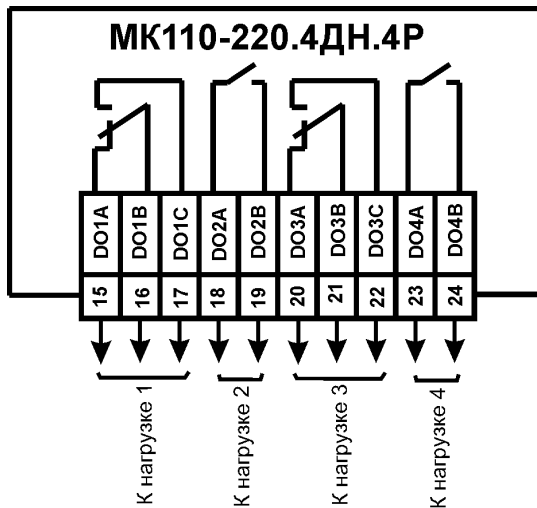 МК110-220.4ДН.4Р
DO1A
DO1B
DO1C
DO2A
DO2B
DO3A
DO3B
DO3C
DO4A
DO4B
15
16
17
18
19
20
21
22
23
24
К нагрузке 1
К нагрузке 2
К нагрузке 3
К нагрузке 4